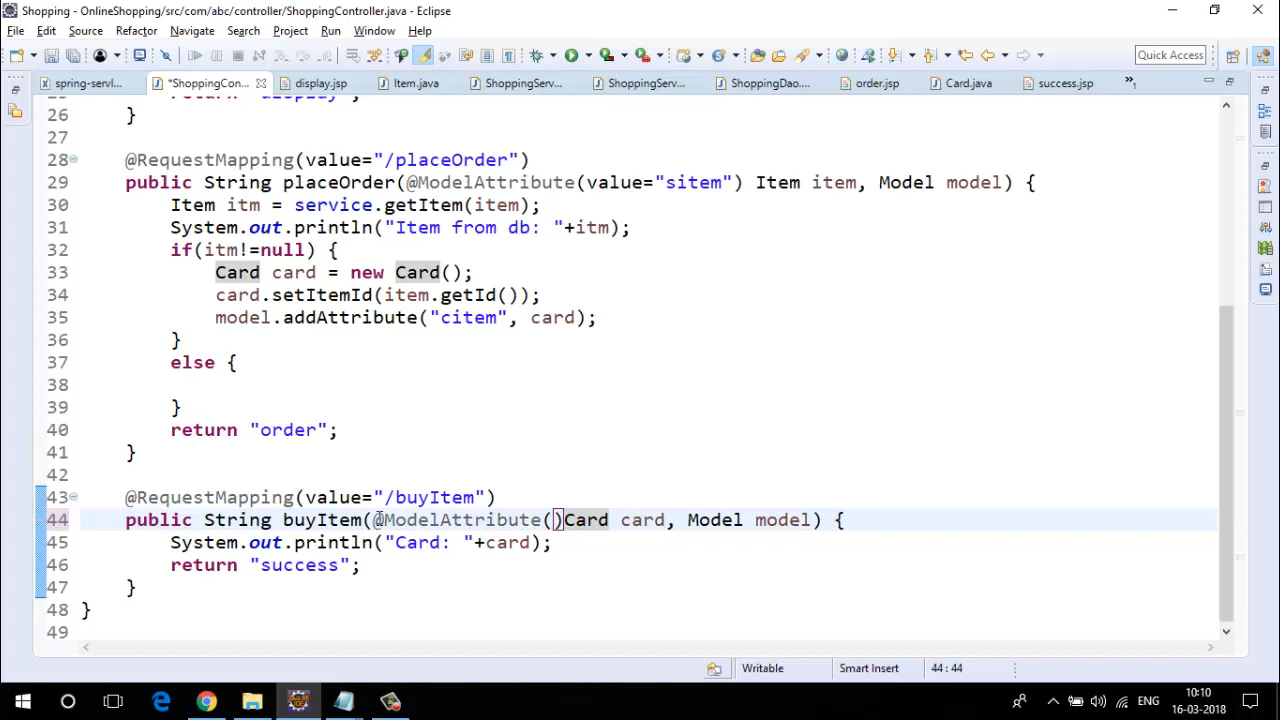 Shopping - OnlineShopping/src/com/abc/controller/ShoppingController.java - Eclipse
File Edit Source Refactor Navigate Search Project Run Window Help
Quick Access
spring-servl... *ShoppingCon... display.jsp Item.java ShoppingServ... ShoppingServ... ShoppingDao.... order.jsp Card.java success.jsp »1
26 }
27
28 @RequestMapping(value="/placeOrder")
29 public String placeOrder(@ModelAttribute(value="sitem") Item item, Model model) {
30 Item itm = service.getItem(item);
31 System.out.println("Item from db: "+itm);
32 if(itm!=null) {
33 Card card = new Card();
34 card.setItemId(item.getId());
35 model.addAttribute("citem", card);
36 }
37 else {
38
39 }
40 return "order";
41 }
42
43 @RequestMapping(value="/buyItem")
44 public String buyItem(@ModelAttribute()Card card, Model model) {
45 System.out.println("Card: "+card);
46 return "success";
47 }
48 }
49
Writable Smart Insert 44 : 44
ENG
10:10
16-03-2018